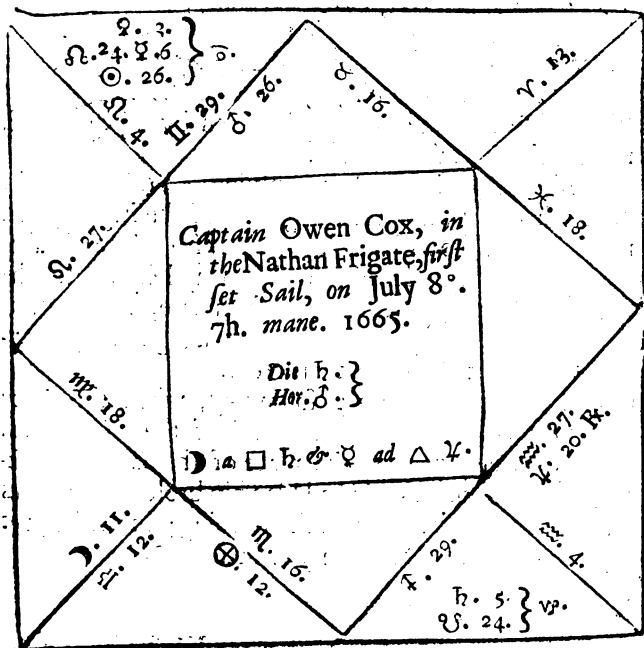 ♀. 3.
☊. 24. ☿. 6
☉. 26.
♌. 4.
♊. 29.
♂. 26.
♉. 16.
♈. 13.
♓. 18.
♌. 27.
Captain Owen Cox, in
the Nathan Frigate, first
set Sail, on July 8°.
7h. mane. 1665.
Die ♄.
Hor. ♂.
☽ a □ ♄ & ☿ ad △ ♃.
♍. 18.
♒. 27.
♃. 20. ℞.
☽. 11.
♎. 12.
♏. 16.
⊕. 12.
♐. 29.
♒. 4.
♄. 5.
☋. 24.
♑.